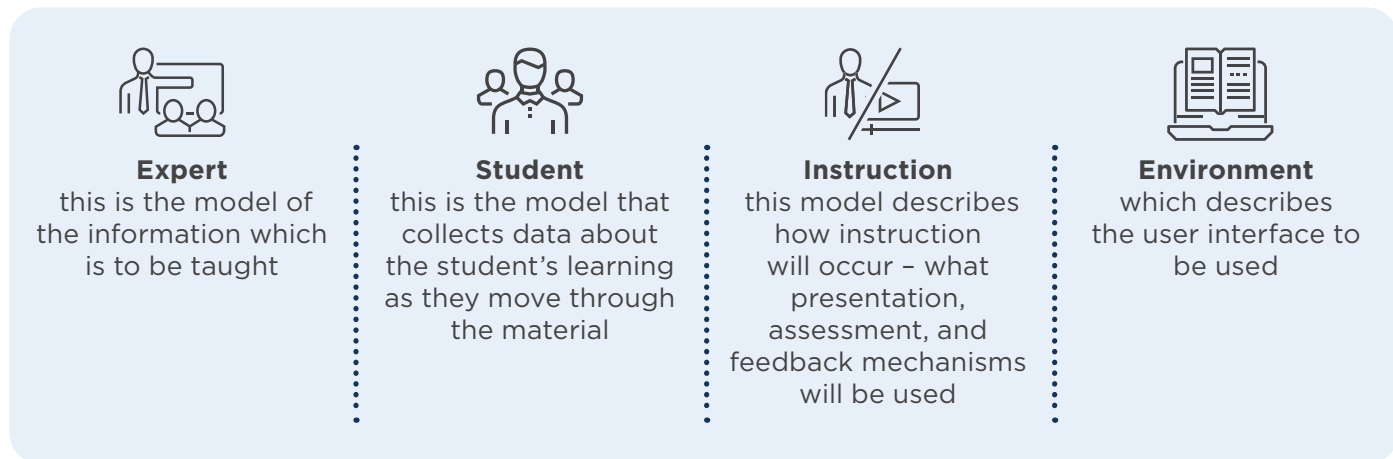 Expert
this is the model of
the information which
is to be taught
Student
this is the model that
collects data about
the student’s learning
as they move through
the material
Instruction
this model describes
how instruction
will occur – what
presentation,
assessment, and
feedback mechanisms
will be used
Environment
which describes
the user interface to
be used